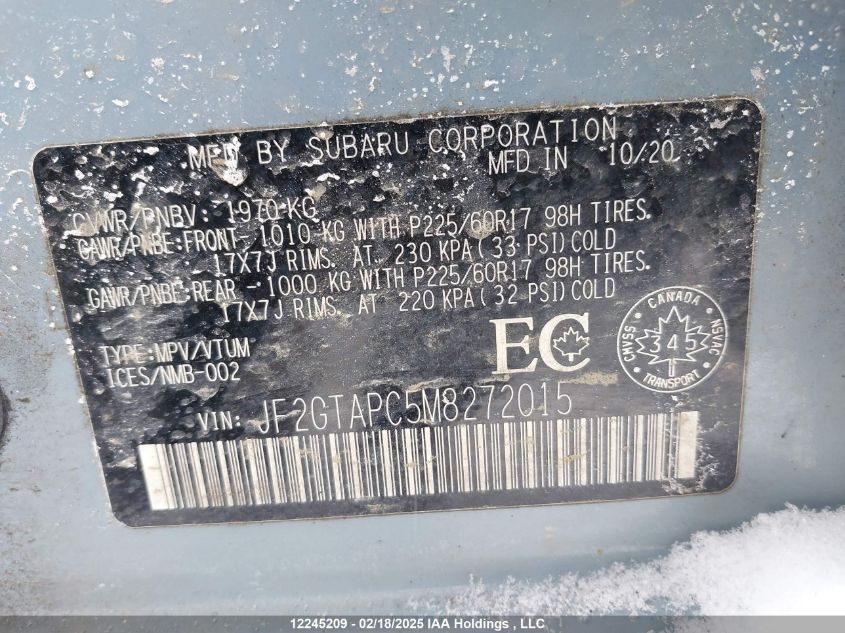 MFD BY SUBARU CORPORATION
MFD IN 10/20
GVWR/PNBV: 1970 KG
GAWR/PNBE:FRONT- 1010 KG WITH P225/60R17 98H TIRES.
17X7J RIMS. AT. 230 KPA(33 PSI)COLD
GAWR/PNBE:REAR -1000 KG WITH P225/60R17 98H TIRES.
17X7J RIMS. AT 220 KPA(32 PSI)COLD
TYPE:MPV/VTUM
ICES/NMB-002
EC
CANADA
CMVSS
345
NSVAC
TRANSPORT
VIN: JF2GTAPC5M8272015
12245209 - 02/18/2025 IAA Holdings , LLC